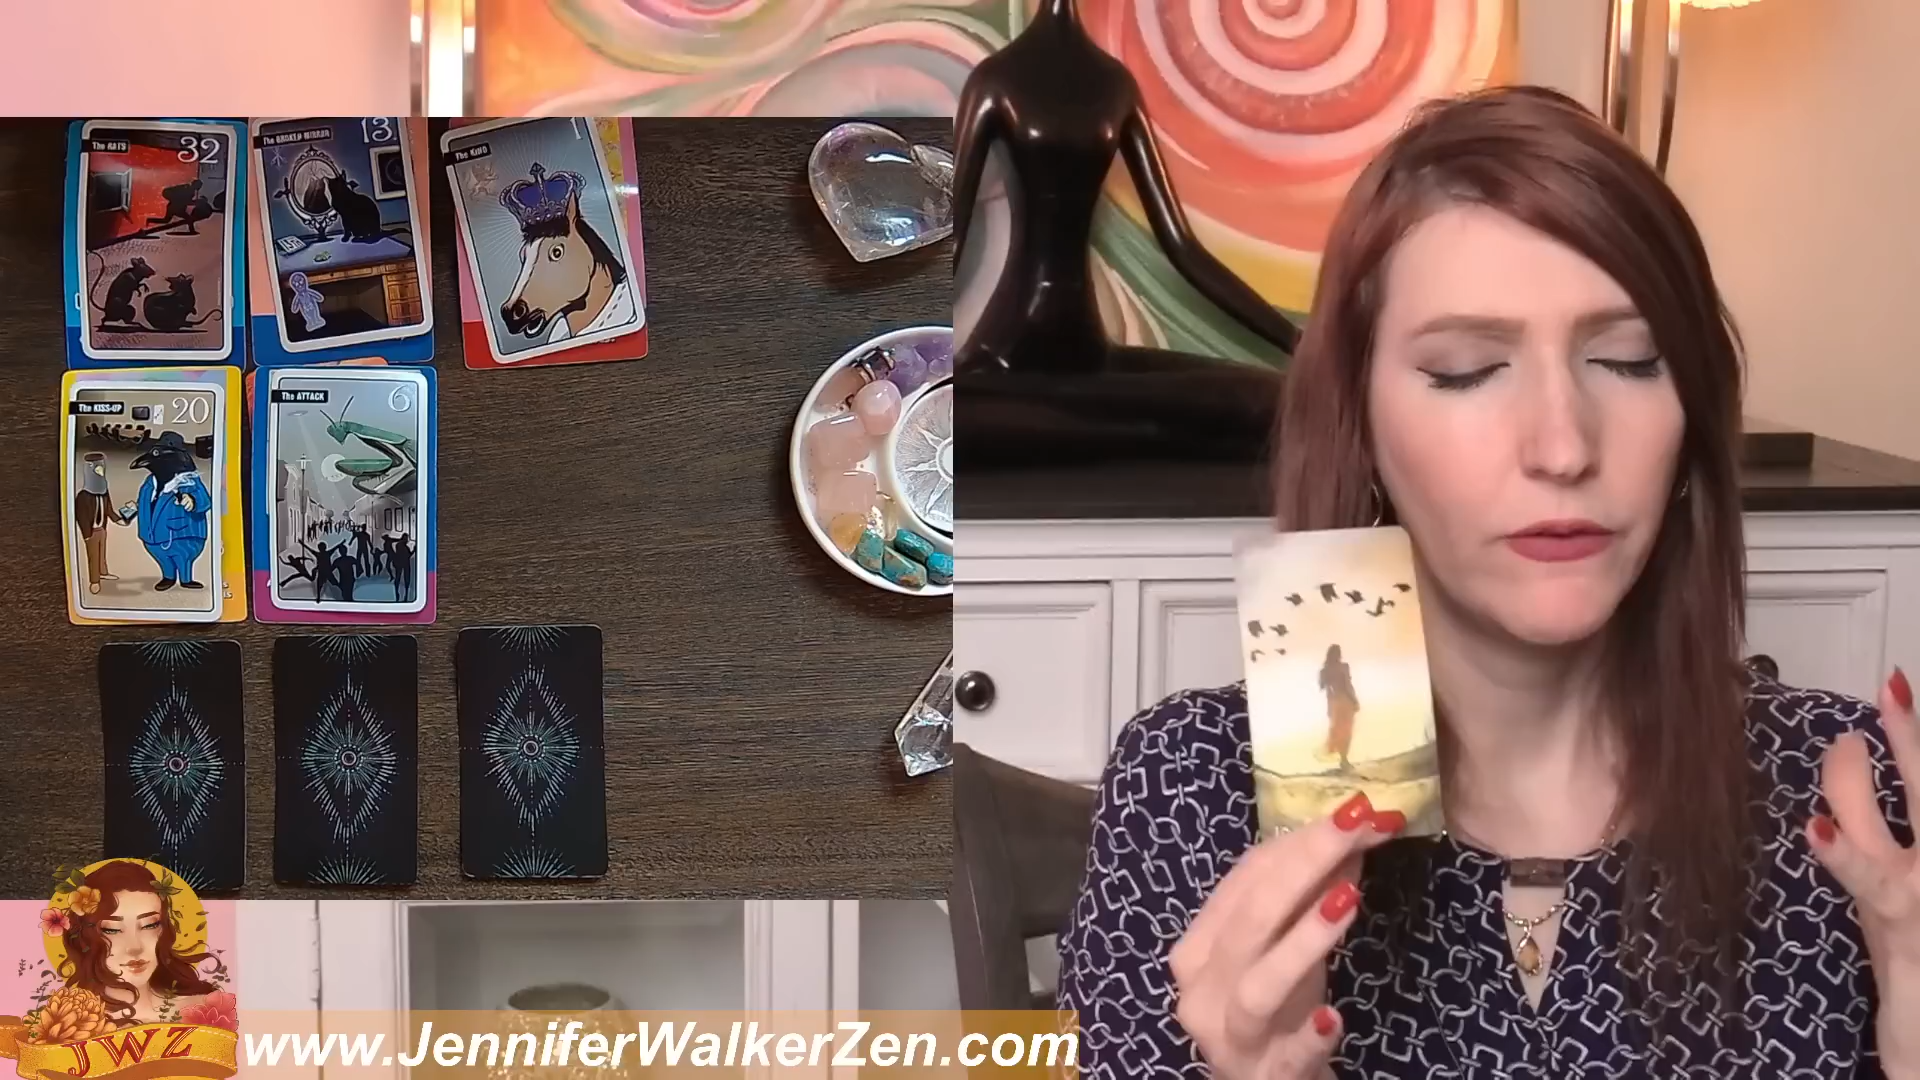 The RATS
32
The BROKEN MIRROR
13
The KING
1
The KISS-UP
20
The ATTACK
6
JWZ
www.JenniferWalkerZen.com